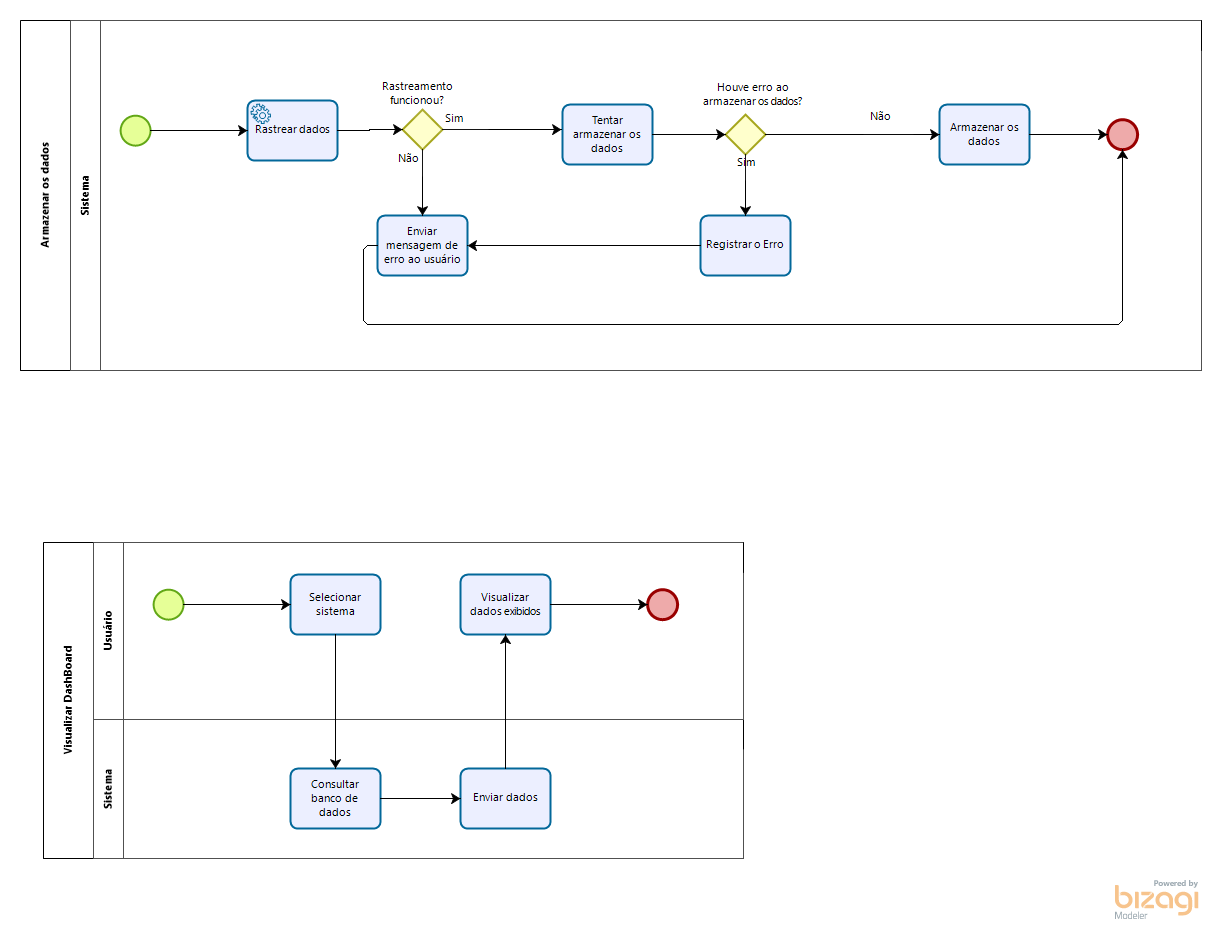 Armazenar os dados
Sistema
Rastrear dados
Rastreamento
funcionou?
Sim
Não
Tentar
armazenar os
dados
Houve erro ao
armazenar os dados?
Não
Sim
Armazenar os
dados
Enviar
mensagem de
erro ao usuário
Registrar o Erro
Visualizar DashBoard
Usuário
Selecionar
sistema
Visualizar
dados exibidos
Sistema
Consultar
banco de
dados
Enviar dados
Powered by
bizagi
Modeler